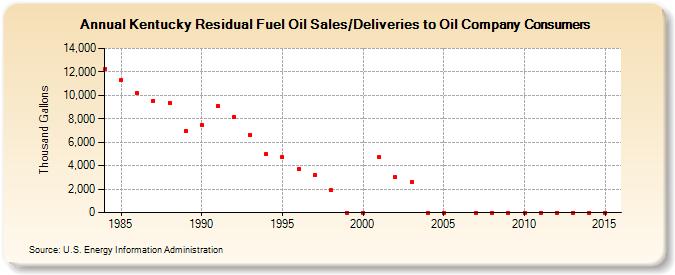 Annual Kentucky Residual Fuel Oil Sales/Deliveries to Oil Company Consumers
Thousand Gallons
14,000
12,000
10,000
8,000
6,000
4,000
2,000
0
1985 1990 1995 2000 2005 2010 2015
Source: U.S. Energy Information Administration